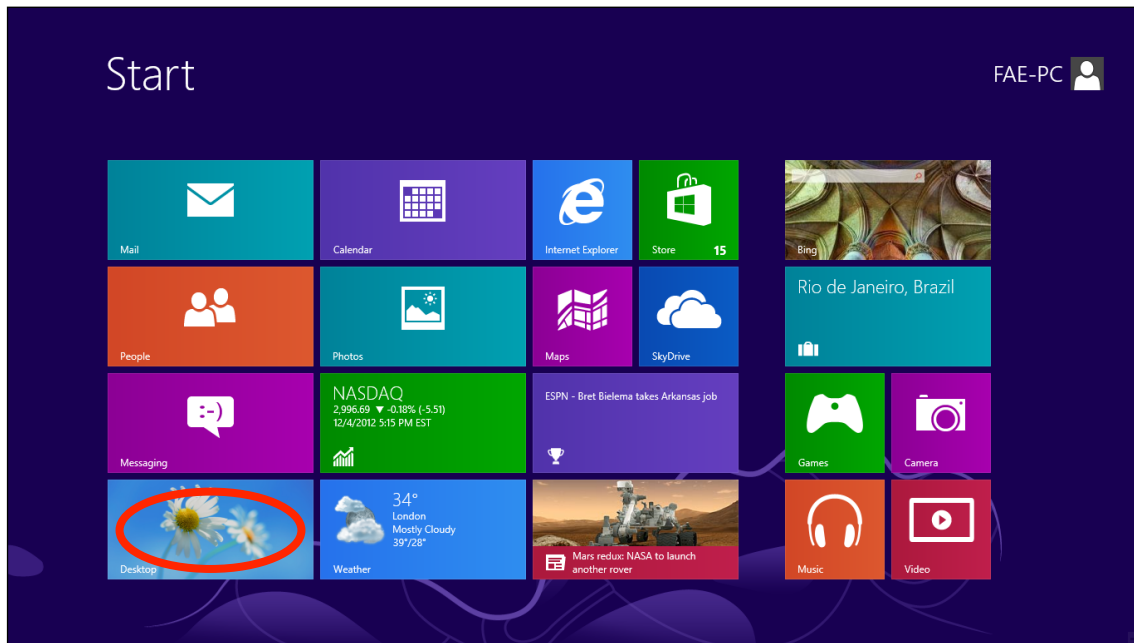 Start
FAE-PC
Mail
Calendar
Internet Explorer
Store 15
Bing
People
Photos
Maps
SkyDrive
Rio de Janeiro, Brazil
Messaging
:-)
NASDAQ
2,996.69 ▼ -0.18% (-5.51)
12/4/2012 5:15 PM EST
ESPN - Bret Bielema takes Arkansas job
Games
Camera
Desktop
34°
London
Mostly Cloudy
39°/28°
Weather
Mars redux: NASA to launch
another rover
Music
Video